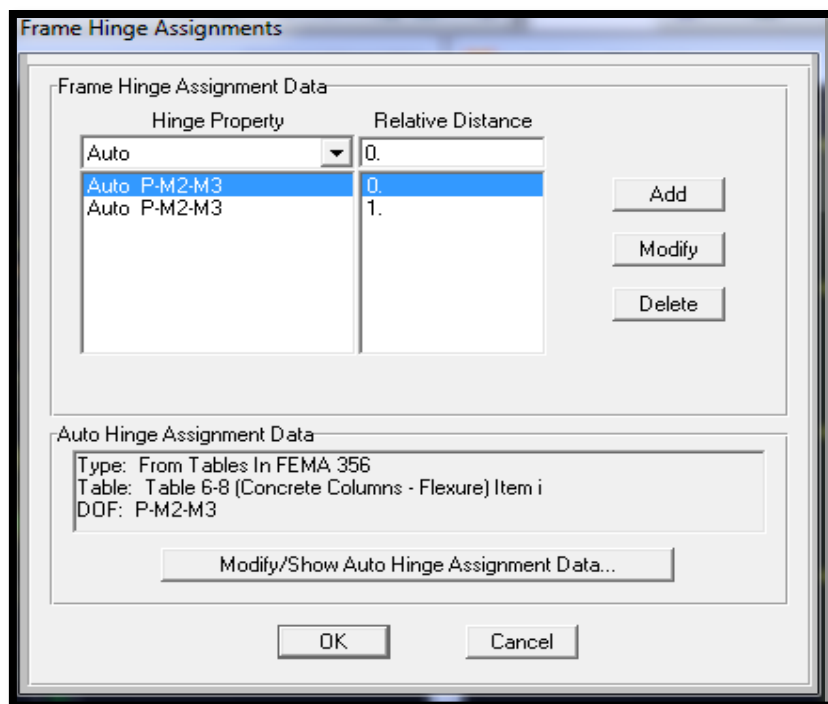 Frame Hinge Assignments
Frame Hinge Assignment Data
Hinge Property Relative Distance
Auto 0.
Auto P-M2-M3 0.
Auto P-M2-M3 1.
Add
Modify
Delete
Auto Hinge Assignment Data
Type: From Tables In FEMA 356
Table: Table 6-8 (Concrete Columns - Flexure) Item i
DOF: P-M2-M3
Modify/Show Auto Hinge Assignment Data...
OK Cancel